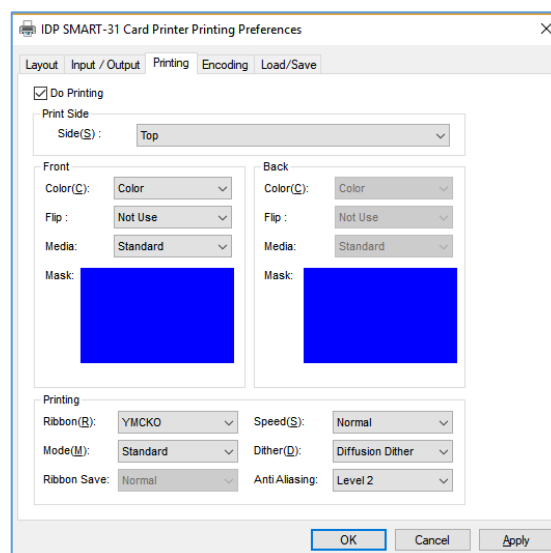 IDP SMART-31 Card Printer Printing Preferences
Layout Input / Output Printing Encoding Load/Save
Do Printing
Print Side
Side(S) : Top
Front Back
Color(C): Color Color(C): Color
Flip : Not Use Flip : Not Use
Media: Standard Media: Standard
Mask: Mask:
Printing
Ribbon(R): YMCKO Speed(S): Normal
Mode(M): Standard Dither(D): Diffusion Dither
Ribbon Save: Normal Anti Aliasing: Level 2
OK Cancel Apply